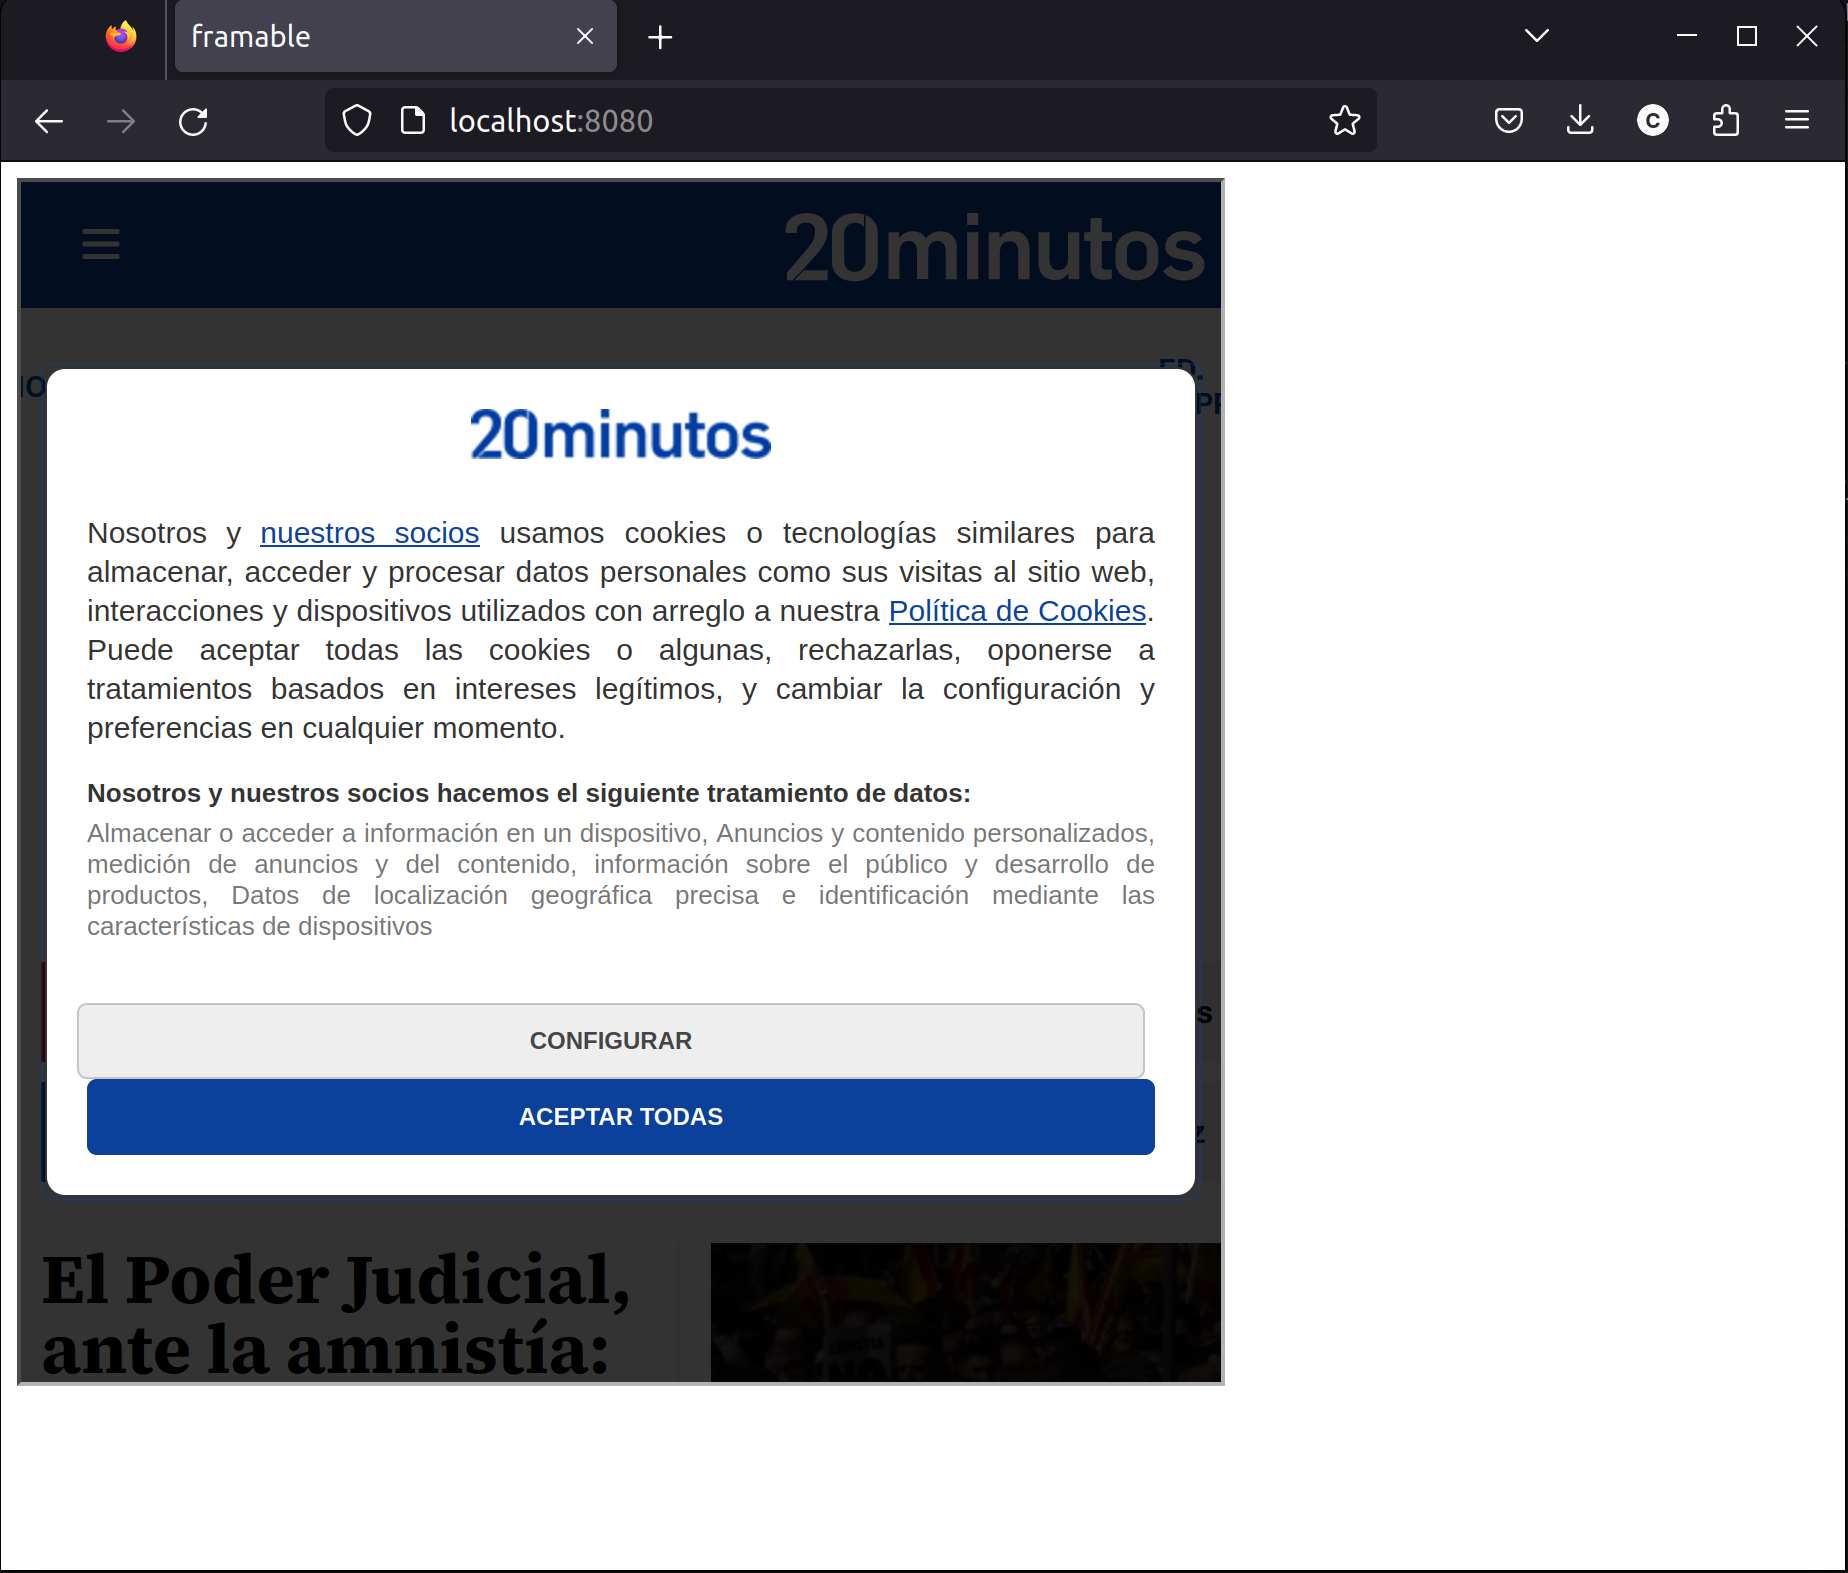 framable
localhost:8080
20minutos
ED.
20minutos
Nosotros y nuestros socios usamos cookies o tecnologías similares para
almacenar, acceder y procesar datos personales como sus visitas al sitio web,
interacciones y dispositivos utilizados con arreglo a nuestra Política de Cookies.
Puede aceptar todas las cookies o algunas, rechazarlas, oponerse a
tratamientos basados en intereses legítimos, y cambiar la configuración y
preferencias en cualquier momento.
Nosotros y nuestros socios hacemos el siguiente tratamiento de datos:
Almacenar o acceder a información en un dispositivo, Anuncios y contenido personalizados,
medición de anuncios y del contenido, información sobre el público y desarrollo de
productos, Datos de localización geográfica precisa e identificación mediante las
características de dispositivos
CONFIGURAR
ACEPTAR TODAS
El Poder Judicial,
ante la amnistía: